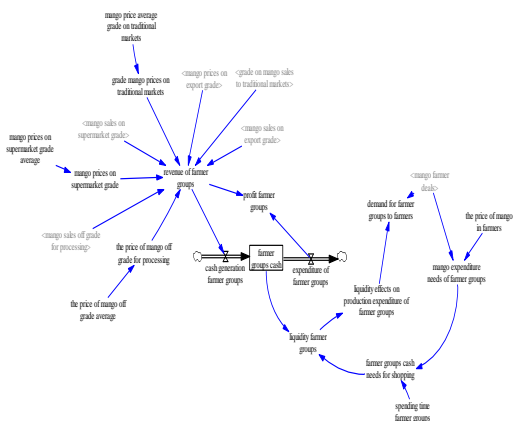 mango price average
grade on traditional
markets
grade mango prices on
traditional markets
<mango prices on
export grade>
<grade on mango sales
to traditional markets>
<mango sales on
supermarket grade>
<mango sales on
export grade>
mango prices on
supermarket grade
average
mango prices on
supermarket grade
revenue of farmer
groups
profit farmer
groups
<mango farmer
deals>
demand for farmer
groups to farmers
the price of mango
in farmers
<mango sales off grade
for processing>
the price of mango off
grade for processing
farmer
groups cash
cash generation
farmer groups
expenditure of
farmer groups
mango expenditure
needs of farmer groups
the price of mango off
grade average
liquidity effects on
production expenditure of
farmer groups
liquidity farmer
groups
farmer groups cash
needs for shopping
spending time
farmer groups